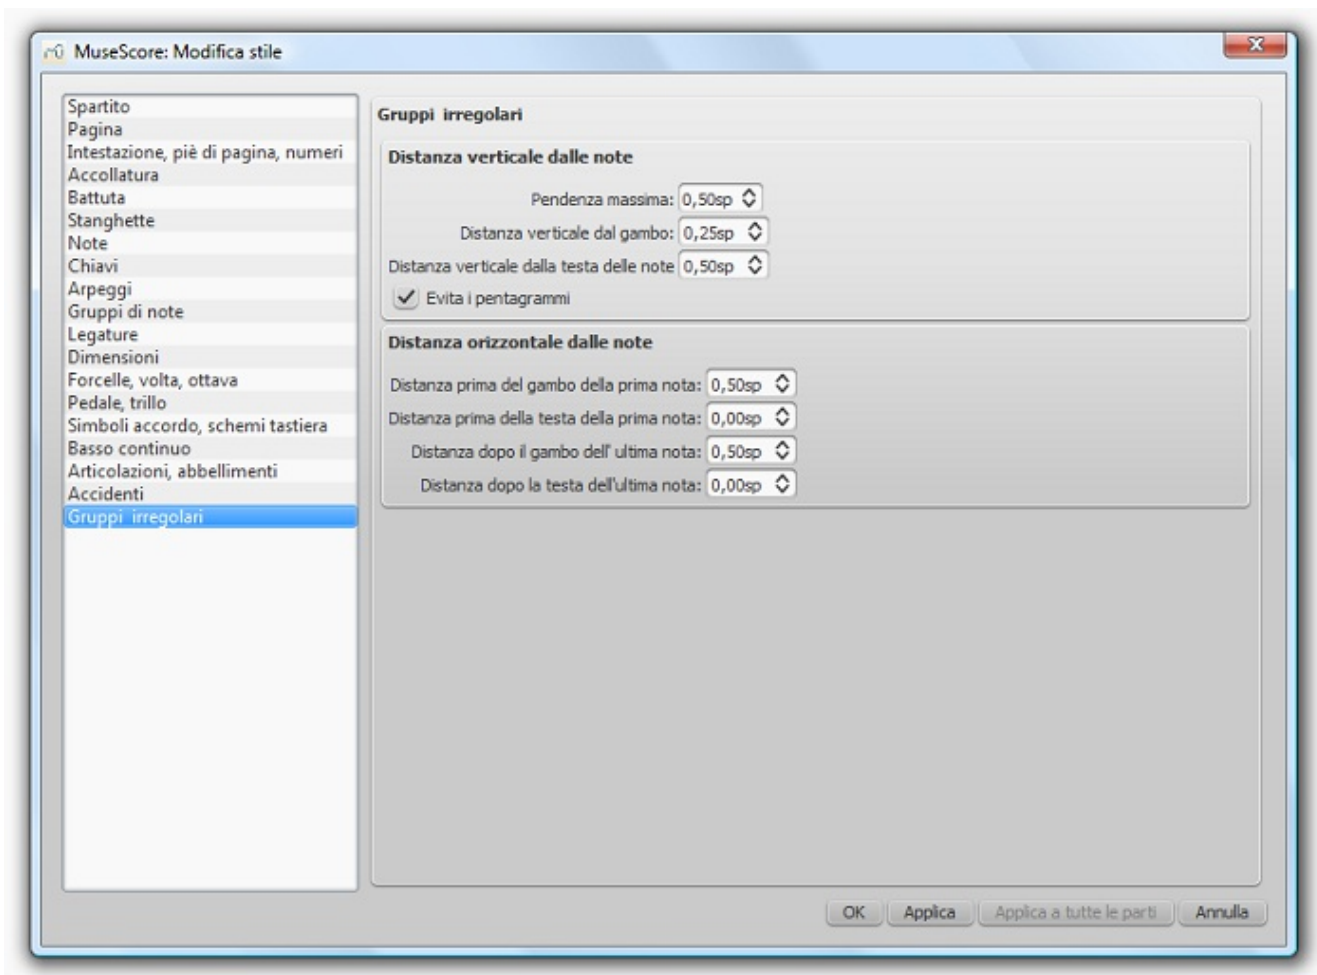 MuseScore: Modifica stile
Spartito
Pagina
Intestazione, piè di pagina, numeri
Accollatura
Battuta
Stanghette
Note
Chiavi
Arpeggi
Gruppi di note
Legature
Dimensioni
Forcelle, volta, ottava
Pedale, trillo
Simboli accordo, schemi tastiera
Basso continuo
Articolazioni, abbellimenti
Accidenti
Gruppi irregolari
Gruppi irregolari
Distanza verticale dalle note
Pendenza massima: 0,50sp
Distanza verticale dal gambo: 0,25sp
Distanza verticale dalla testa delle note 0,50sp
Evita i pentagrammi
Distanza orizzontale dalle note
Distanza prima del gambo della prima nota: 0,50sp
Distanza prima della testa della prima nota: 0,00sp
Distanza dopo il gambo dell' ultima nota: 0,50sp
Distanza dopo la testa dell'ultima nota: 0,00sp
OK Applica Applica a tutte le parti Annulla